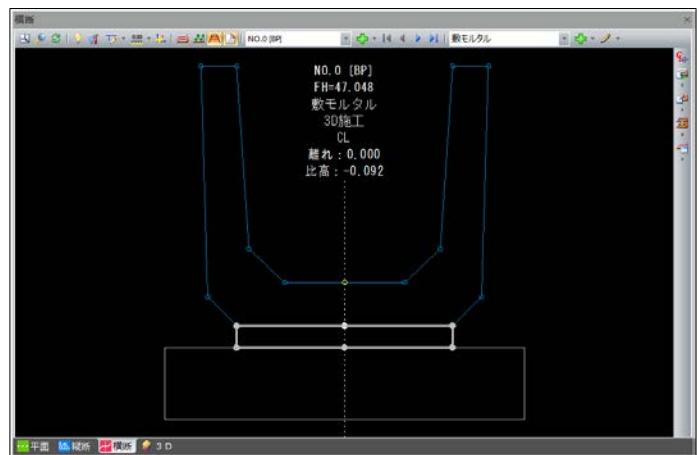 横断
NO.0 [BP]
敷モルタル
NO.0 [BP]
FH=47.048
敷モルタル
3D施工
CL
離れ：0.000
比高：-0.092
平面
縦断
横断
3D